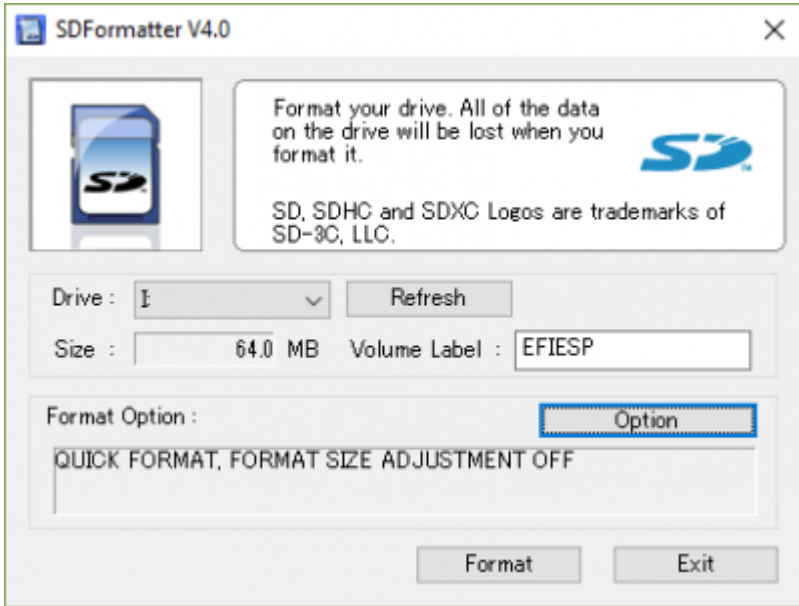 SDFormatter V4.0
Format your drive. All of the data
on the drive will be lost when you
format it.
SD, SDHC and SDXC Logos are trademarks of
SD-3C, LLC.
Drive : I: Refresh
Size : 64.0 MB Volume Label : EFIESP
Format Option : Option
QUICK FORMAT, FORMAT SIZE ADJUSTMENT OFF
Format Exit